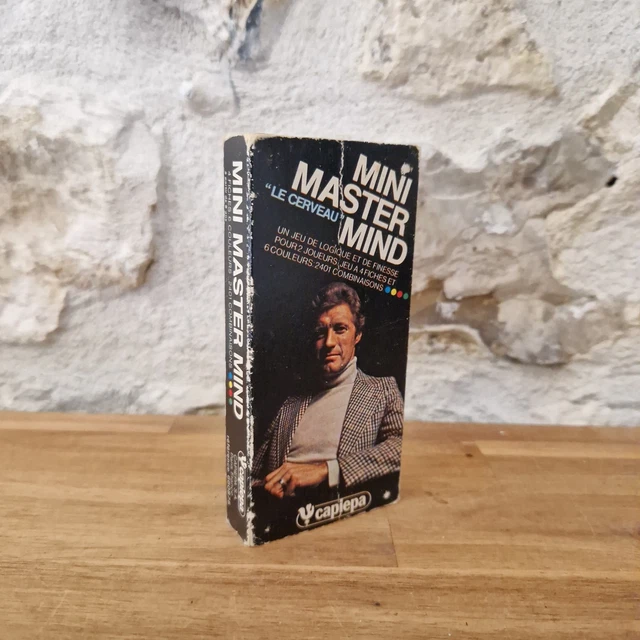 MINI
MASTER
"LE CERVEAU" MIND
UN JEU DE LOGIQUE ET DE FINESSE
POUR 2 JOUEURS: JEU A 4 FICHES ET
6 COULEURS: 2401 COMBINAISONS
capiepa
MINI MASTER MIND